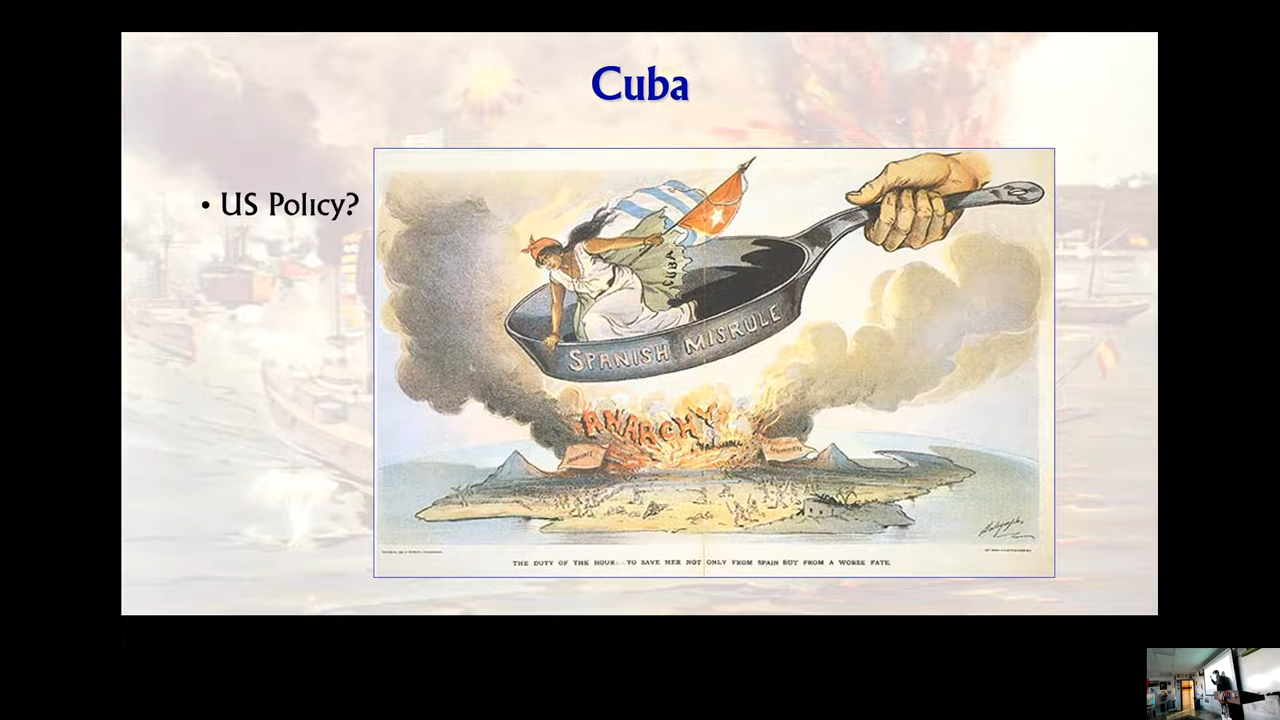 Cuba
• US Policy?
CUBA
SPANISH MISRULE
ANARCHY
THE DUTY OF THE HOUR:—TO SAVE HER NOT ONLY FROM SPAIN BUT FROM A WORSE FATE.